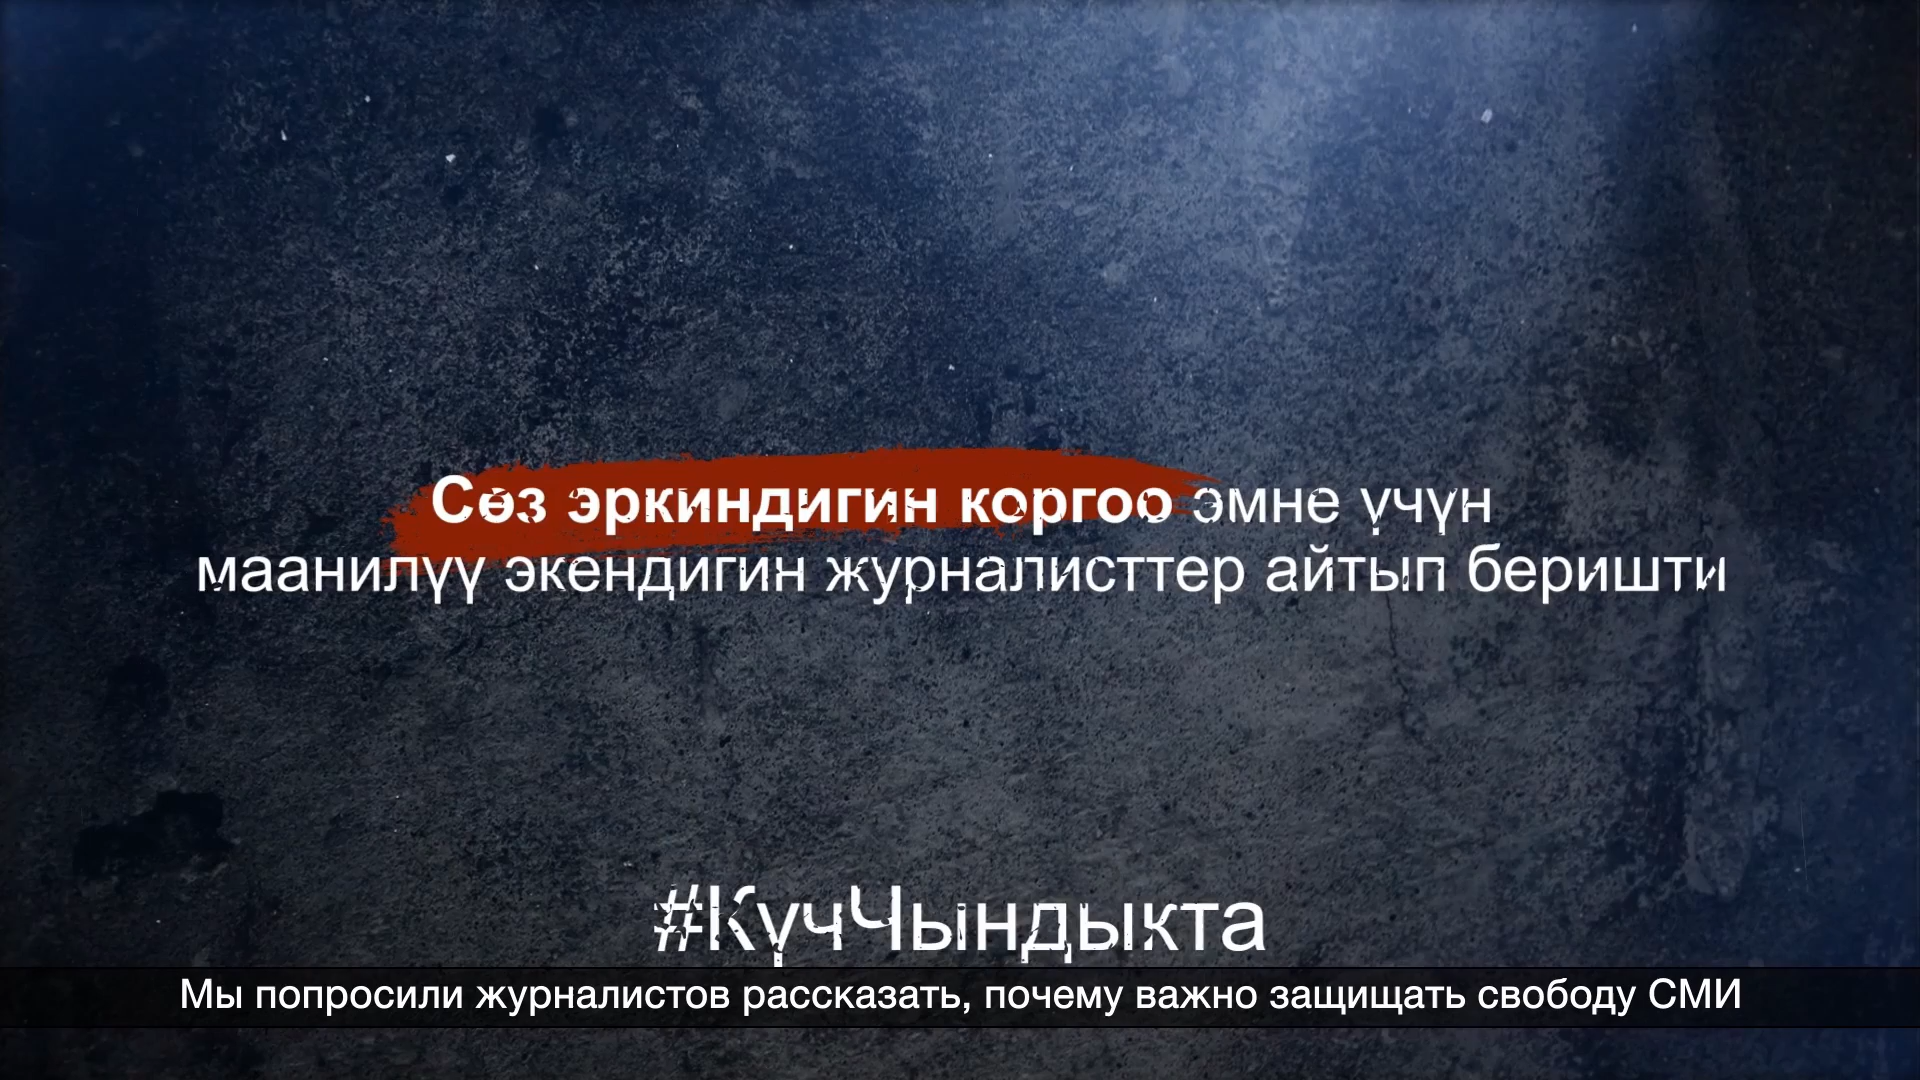 Сөз эркиндигин коргоо эмне үчүн
маанилүү экендигин журналисттер айтып беришти
#КүчЧындыкта
Мы попросили журналистов рассказать, почему важно защищать свободу СМИ